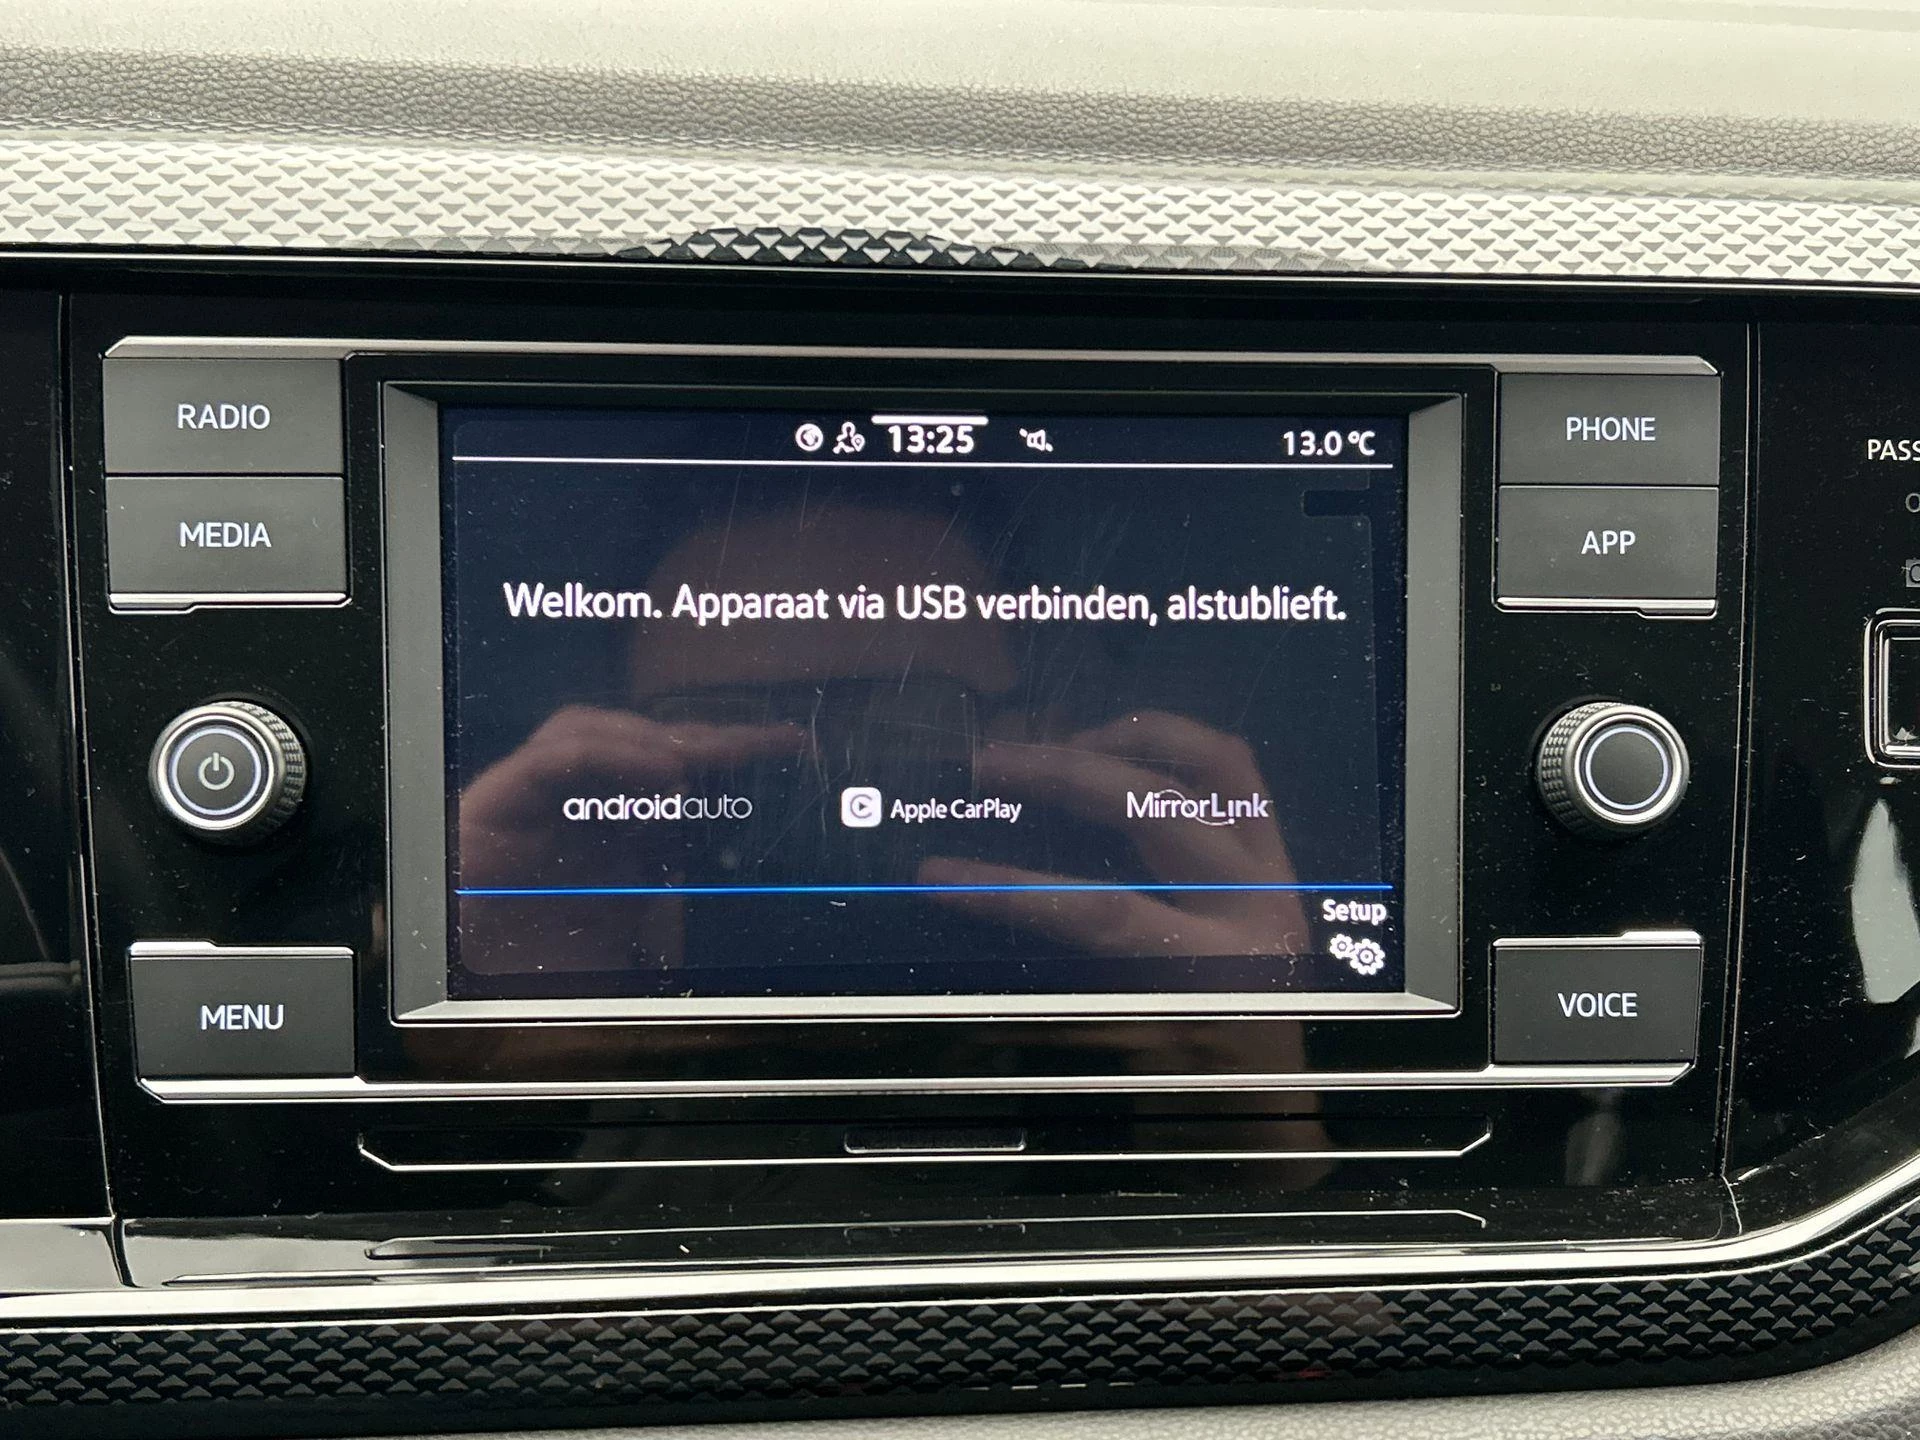 RADIO
MEDIA
MENU
13:25
13.0 °C
Welkom. Apparaat via USB verbinden, alstublieft.
androidauto
Apple CarPlay
MirrorLink
Setup
PHONE
APP
VOICE